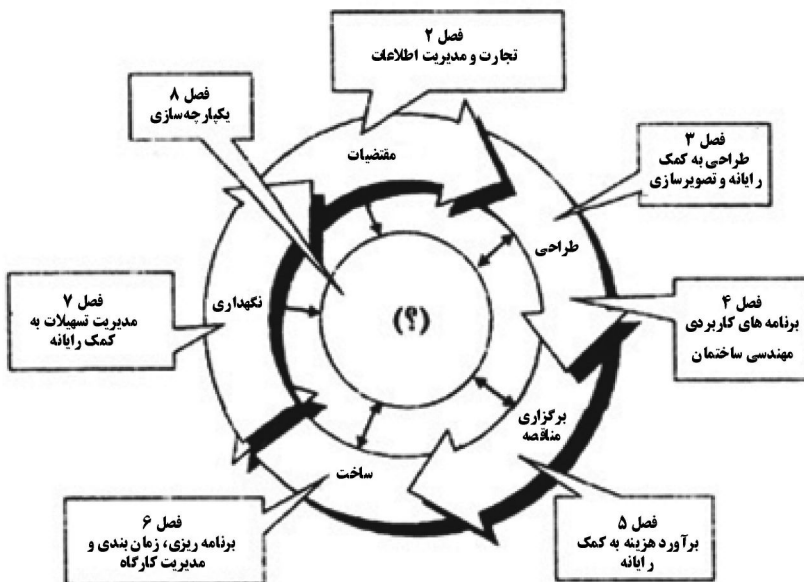 فصل ۲
تجارت و مدیریت اطلاعات
فصل ۸
یکپارچه‌سازی
مقتضیات
فصل ۳
طراحی به کمک
رایانه و تصویرسازی
طراحی
فصل ۴
برنامه های کاربردی
مهندسی ساختمان
فصل ۷
مدیریت تسهیلات به
کمک رایانه
نگهداری
(؟)
برگزاری
مناقصه
ساخت
فصل ۵
برآورد هزینه به کمک
رایانه
فصل ۶
برنامه ریزی، زمان بندی و
مدیریت کارگاه